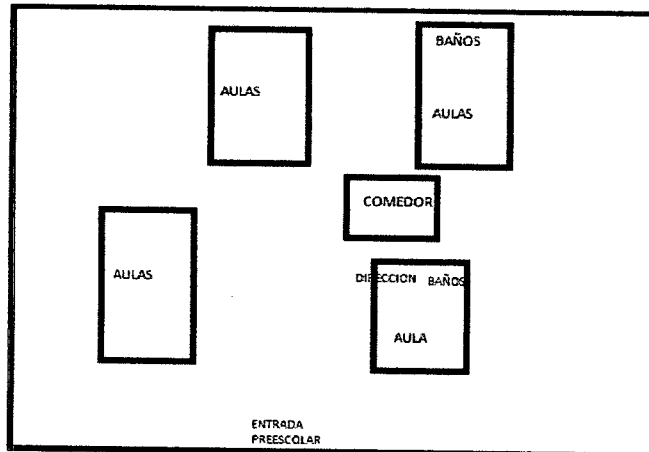 BAÑOS
AULAS
AULAS
COMEDOR
AULAS
DIRECCION BAÑOS
AULA
ENTRADA
PREESCOLAR